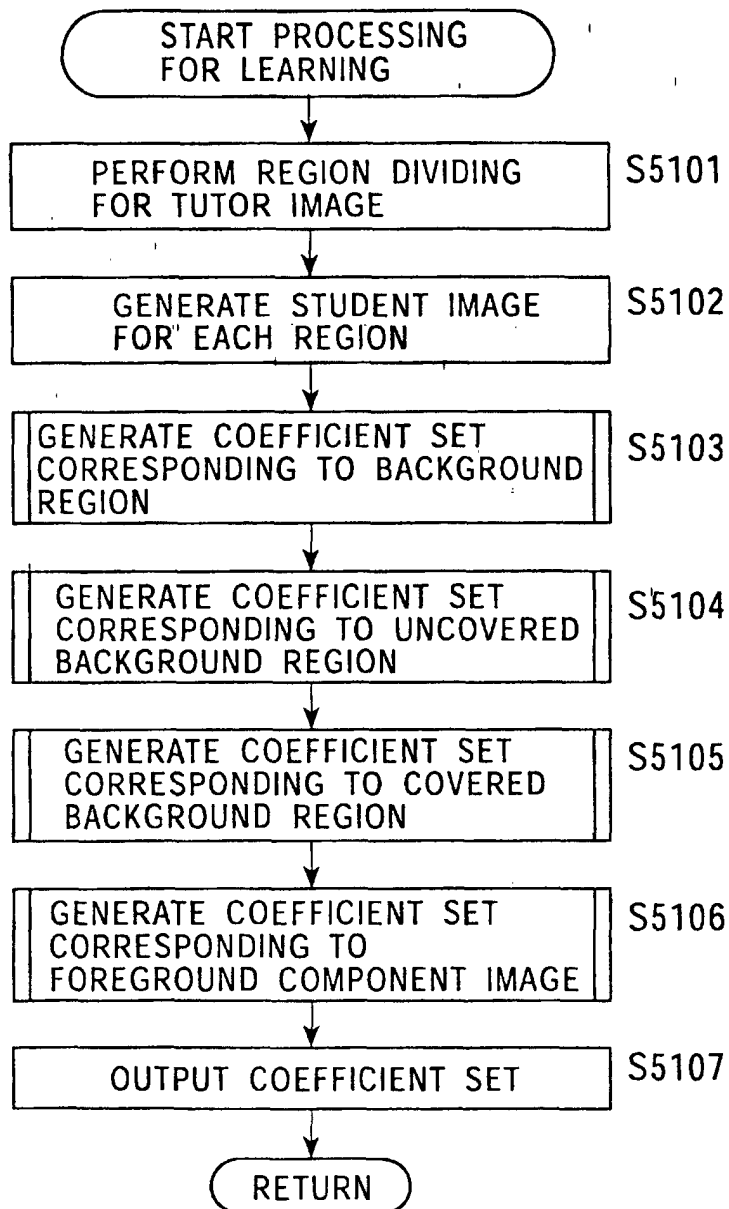 START PROCESSING
FOR LEARNING
PERFORM REGION DIVIDING
FOR TUTOR IMAGE
S5101
GENERATE STUDENT IMAGE
FOR EACH REGION
S5102
GENERATE COEFFICIENT SET
CORRESPONDING TO BACKGROUND
REGION
S5103
GENERATE COEFFICIENT SET
CORRESPONDING TO UNCOVERED
BACKGROUND REGION
S5104
GENERATE COEFFICIENT SET
CORRESPONDING TO COVERED
BACKGROUND REGION
S5105
GENERATE COEFFICIENT SET
CORRESPONDING TO
FOREGROUND COMPONENT IMAGE
S5106
OUTPUT COEFFICIENT SET
S5107
RETURN